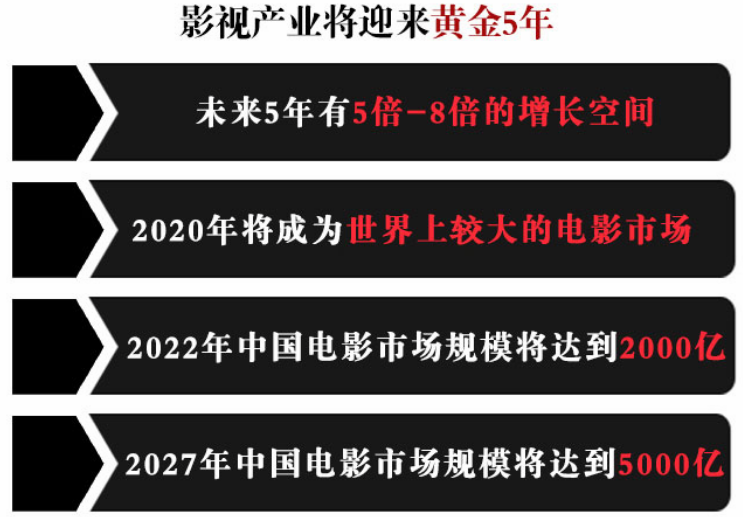 影视产业将迎来黄金5年
未来5年有5倍-8倍的增长空间
2020年将成为世界上较大的电影市场
2022年中国电影市场规模将达到2000亿
2027年中国电影市场规模将达到5000亿